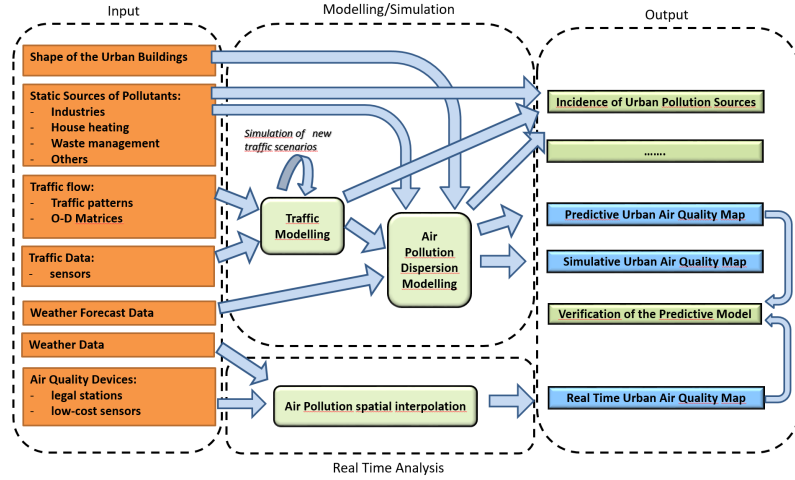 Input
Modelling/Simulation
Output
Shape of the Urban Buildings
Static Sources of Pollutants:
- Industries
- House heating
- Waste management
- Others
Traffic flow:
- Traffic patterns
- O-D Matrices
Traffic Data:
- sensors
Weather Forecast Data
Weather Data
Air Quality Devices:
- legal stations
- low-cost sensors
Simulation of new
traffic scenarios
Traffic
Modelling
Air
Pollution
Dispersion
Modelling
Air Pollution spatial interpolation
Real Time Analysis
Incidence of Urban Pollution Sources
.......
Predictive Urban Air Quality Map
Simulative Urban Air Quality Map
Verification of the Predictive Model
Real Time Urban Air Quality Map